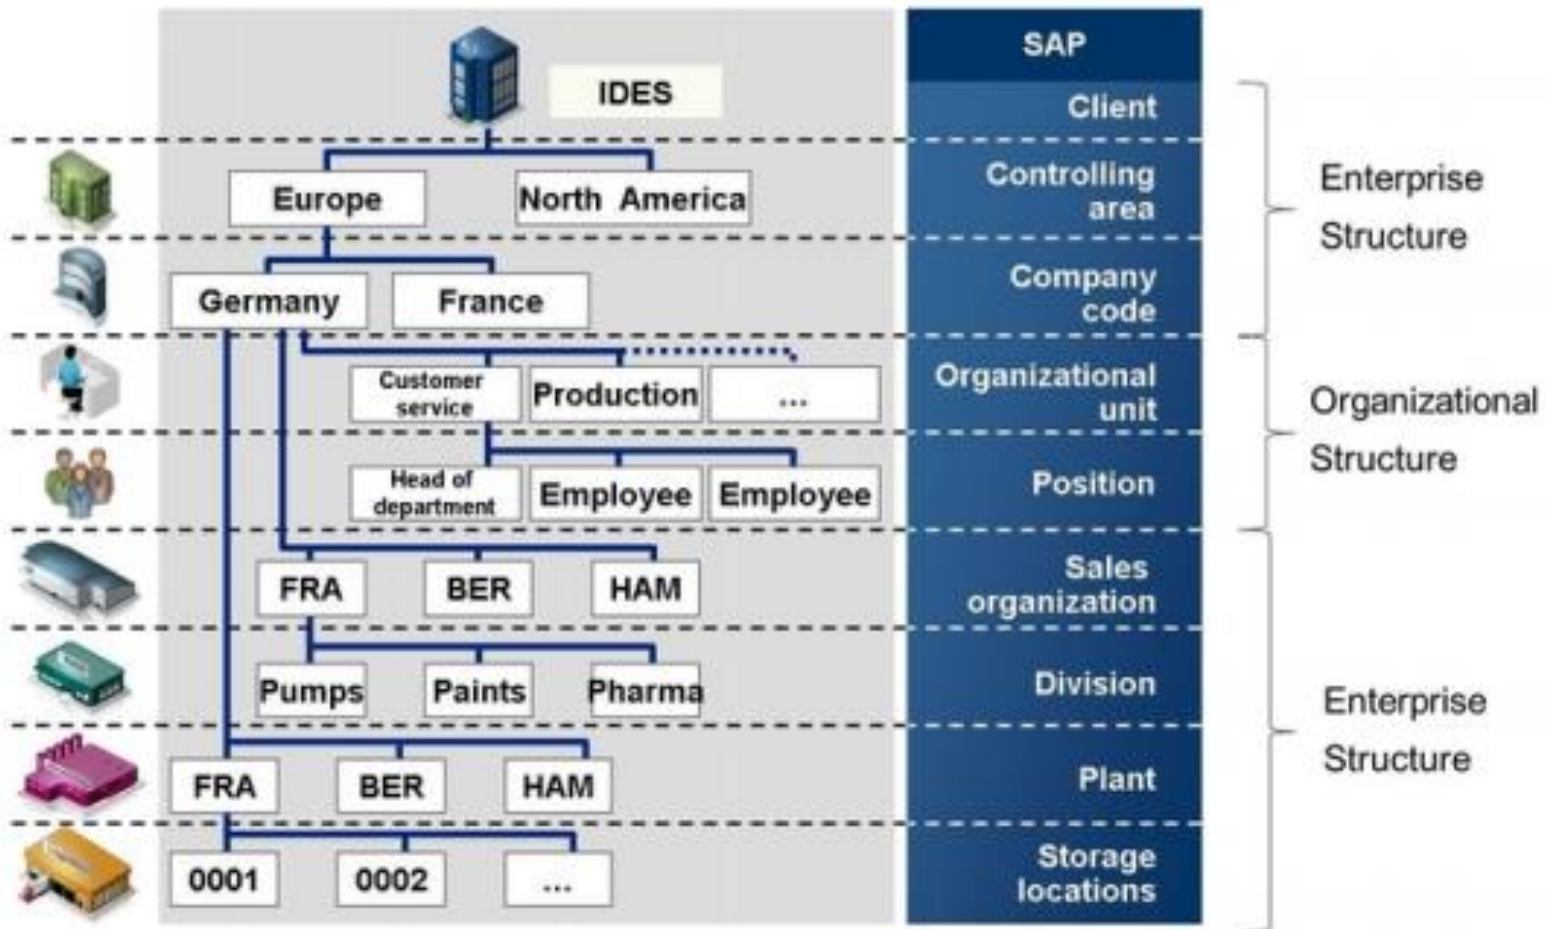 SAP
IDES
Client
Europe
North America
Controlling
area
Enterprise
Structure
Germany
France
Company
code
Customer
service
Production
...
Organizational
unit
Organizational
Structure
Head of
department
Employee
Employee
Position
FRA
BER
HAM
Sales
organization
Pumps
Paints
Pharma
Division
Enterprise
Structure
FRA
BER
HAM
Plant
0001
0002
...
Storage
locations